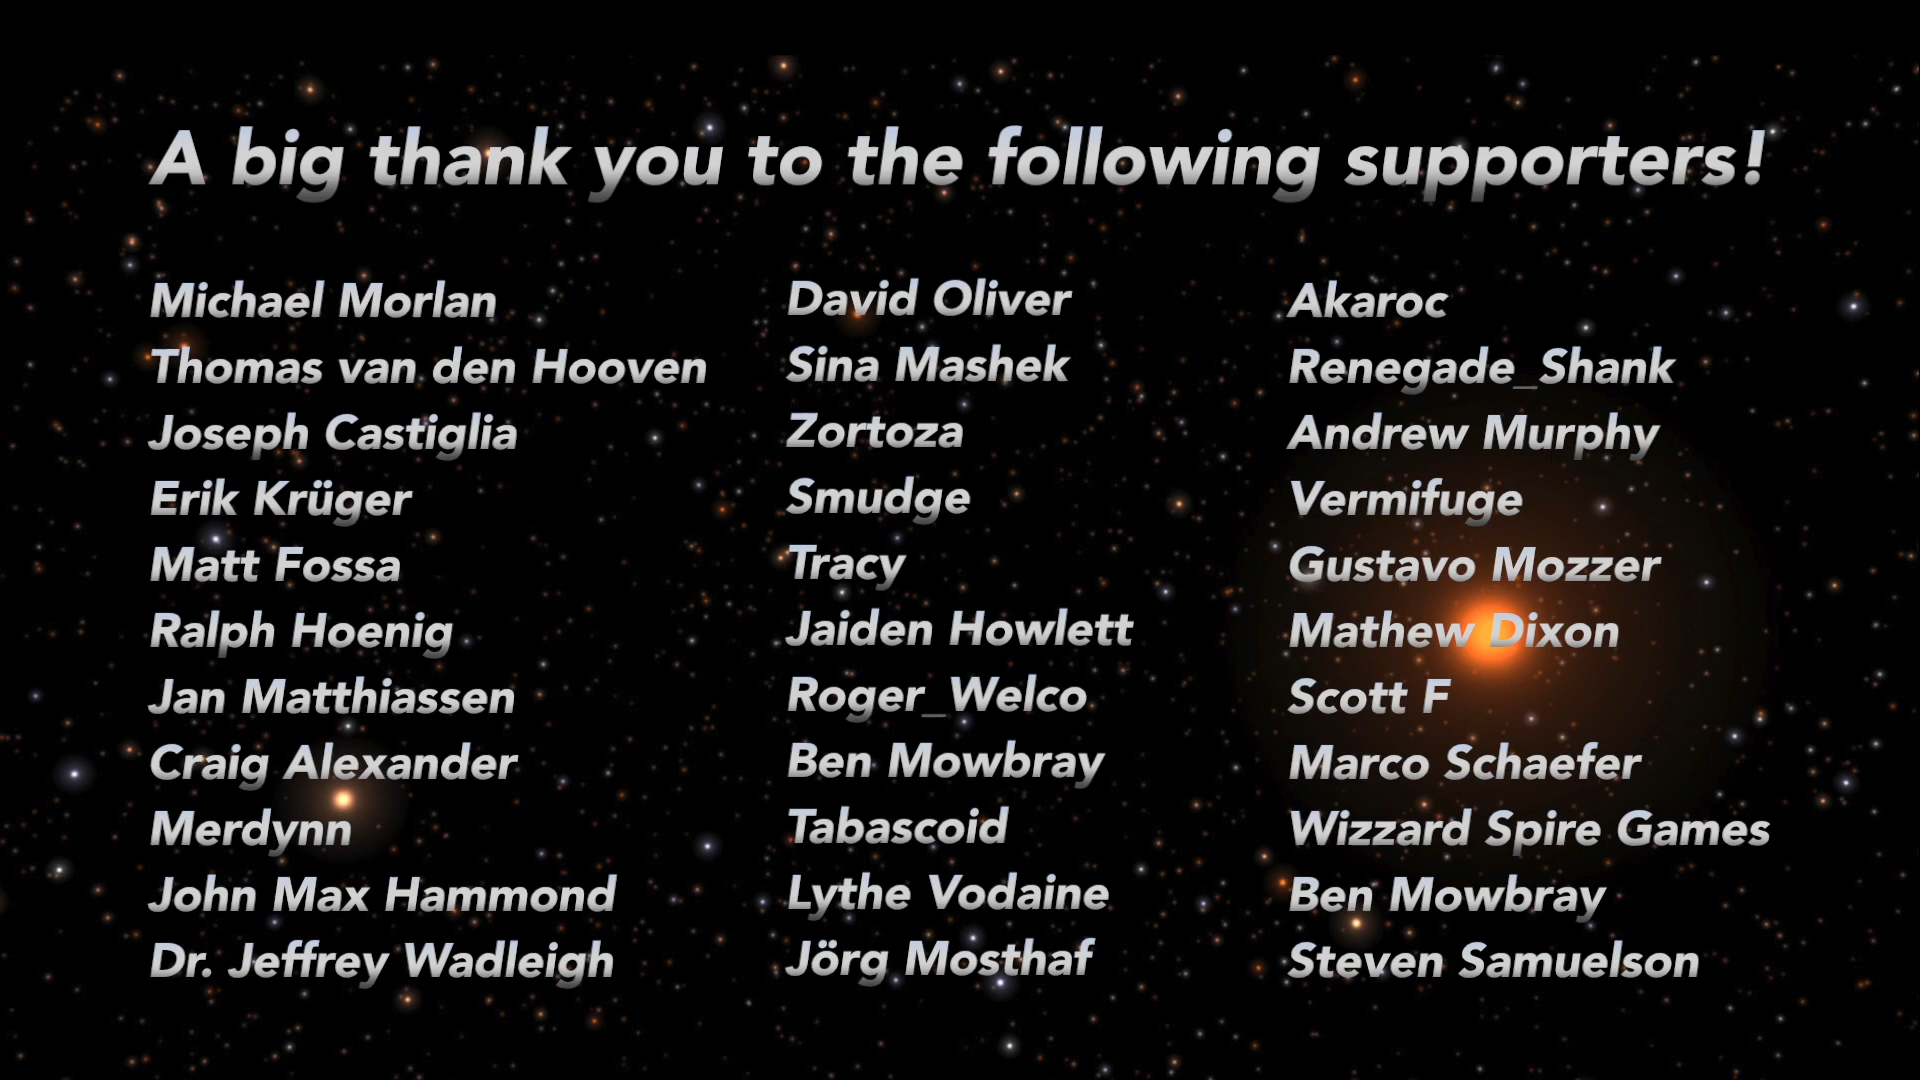 A big thank you to the following supporters!
Michael Morlan
Thomas van den Hooven
Joseph Castiglia
Erik Krüger
Matt Fossa
Ralph Hoenig
Jan Matthiassen
Craig Alexander
Merdynn
John Max Hammond
Dr. Jeffrey Wadleigh
David Oliver
Sina Mashek
Zortoza
Smudge
Tracy
Jaiden Howlett
Roger_Welco
Ben Mowbray
Tabascoid
Lythe Vodaine
Jörg Mosthaf
Akaroc
Renegade_Shank
Andrew Murphy
Vermifuge
Gustavo Mozzer
Mathew Dixon
Scott F
Marco Schaefer
Wizzard Spire Games
Ben Mowbray
Steven Samuelson